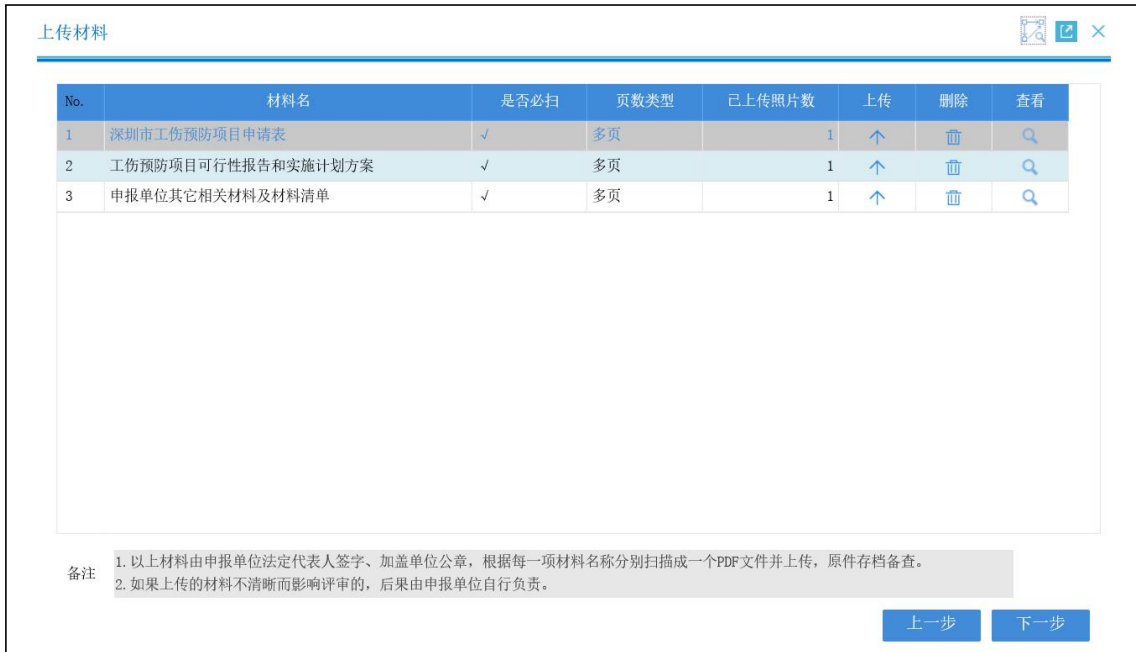 上传材料
No. 材料名 是否必扫 页数类型 已上传照片数 上传 删除 查看
1 深圳市工伤预防项目申请表 √ 多页 1
2 工伤预防项目可行性报告和实施计划方案 √ 多页 1
3 申报单位其它相关材料及材料清单 √ 多页 1
备注
1.以上材料由申报单位法定代表人签字、加盖单位公章，根据每一项材料名称分别扫描成一个PDF文件并上传，原件存档备查。
2.如果上传的材料不清晰而影响评审的，后果由申报单位自行负责。
上一步 下一步